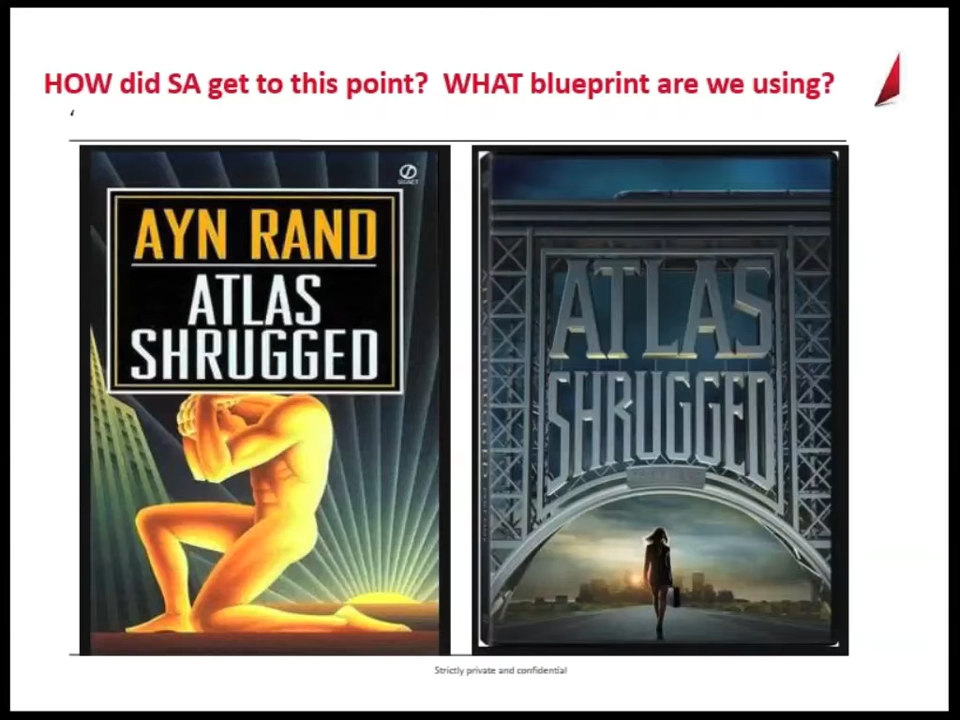 HOW did SA get to this point?  WHAT blueprint are we using?
‘
SIGNET
AYN RAND
ATLAS
SHRUGGED
ATLAS
SHRUGGED
Strictly private and confidential